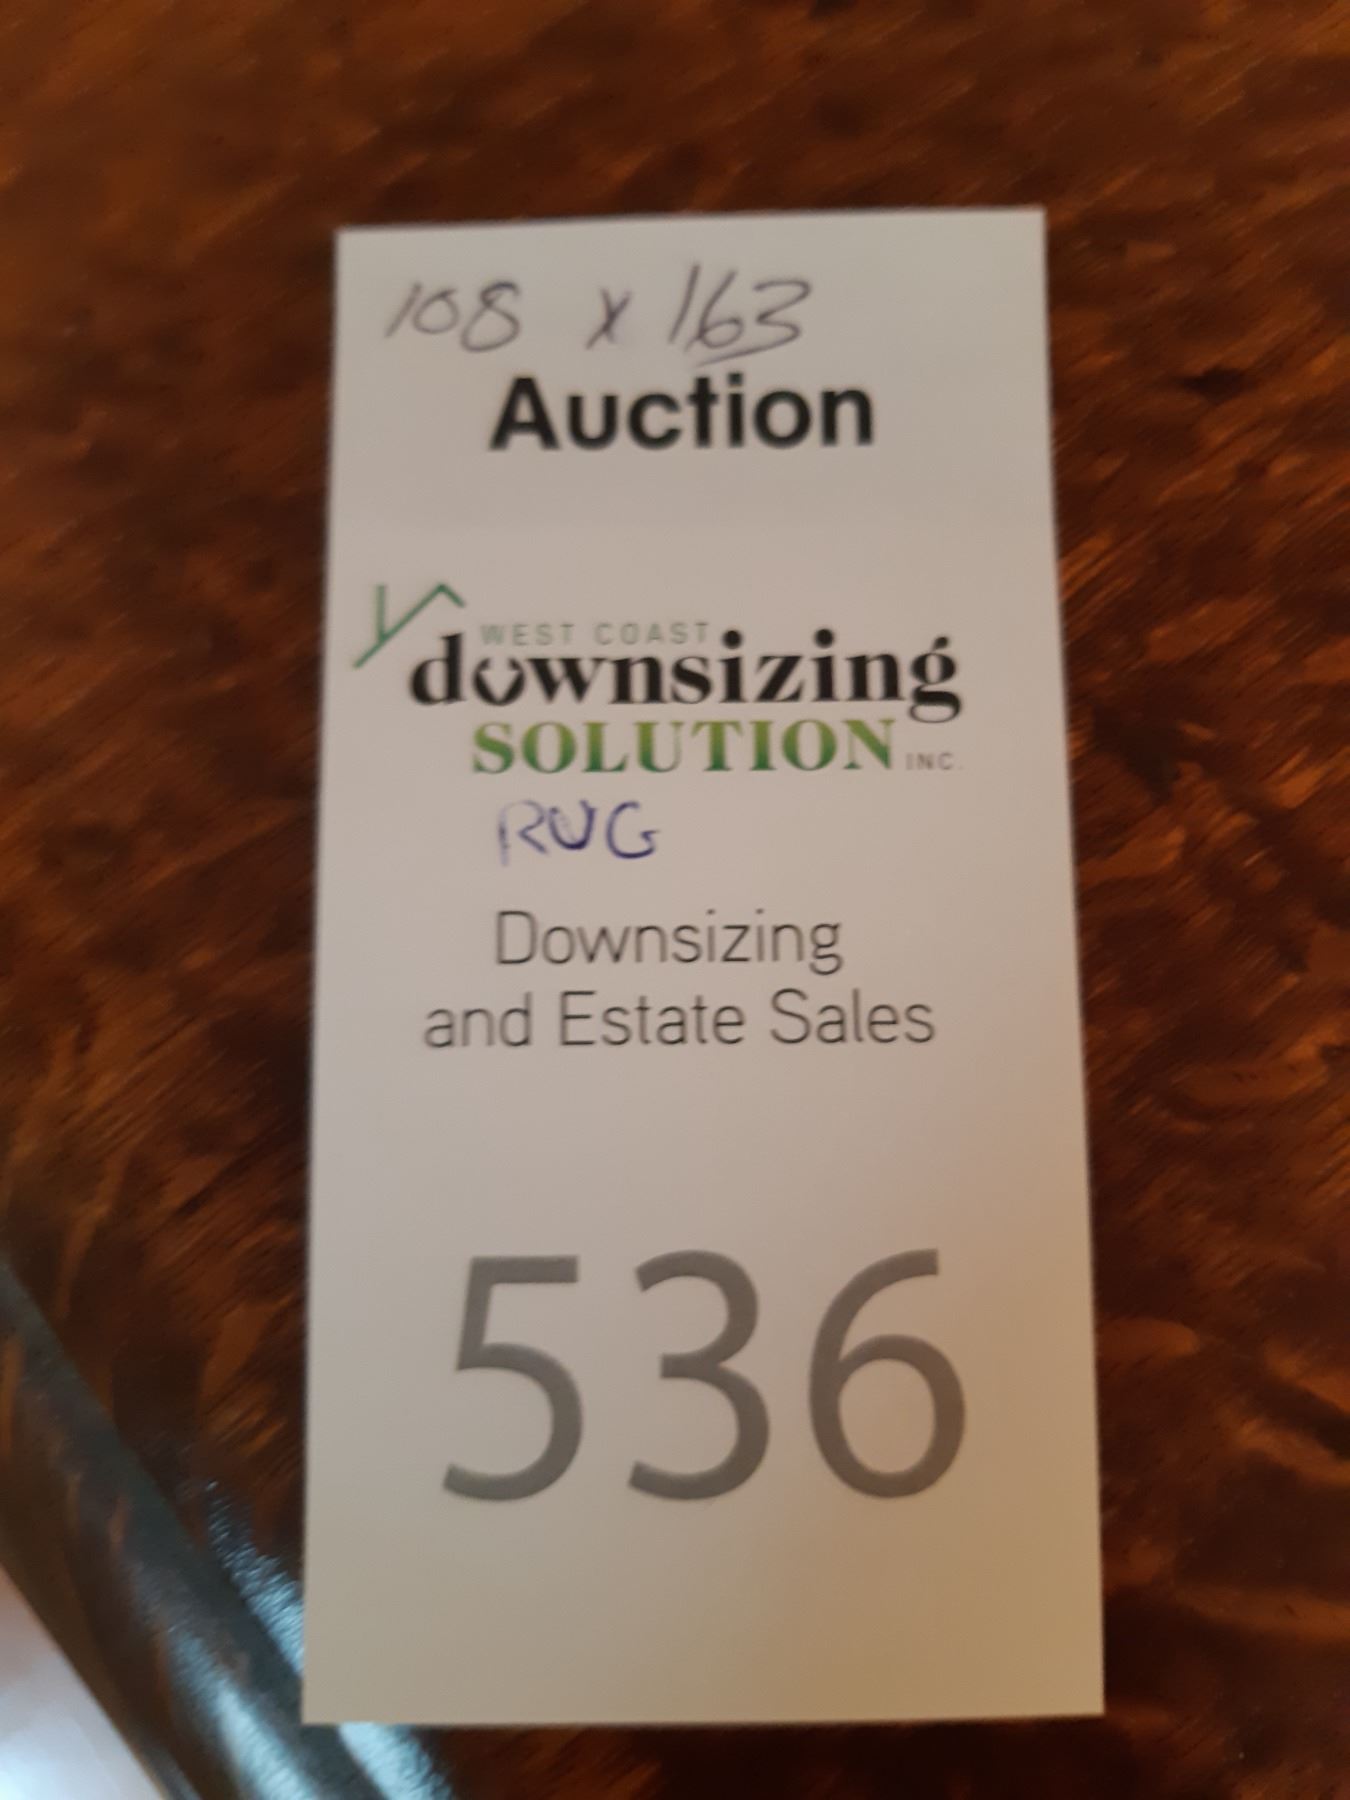 108 x 163
Auction
WEST COAST
downsizing
SOLUTION INC.
RUG
Downsizing
and Estate Sales
536